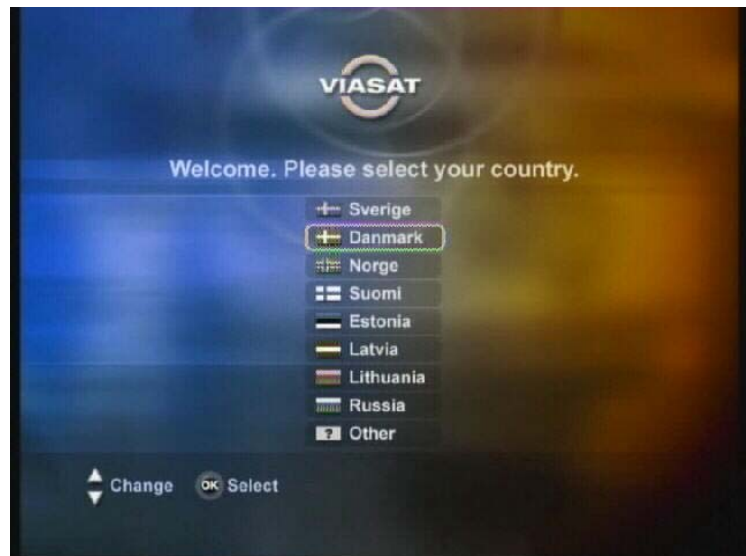 VIASAT
Welcome. Please select your country.
Sverige
Danmark
Norge
Suomi
Estonia
Latvia
Lithuania
Russia
? Other
Change OK Select